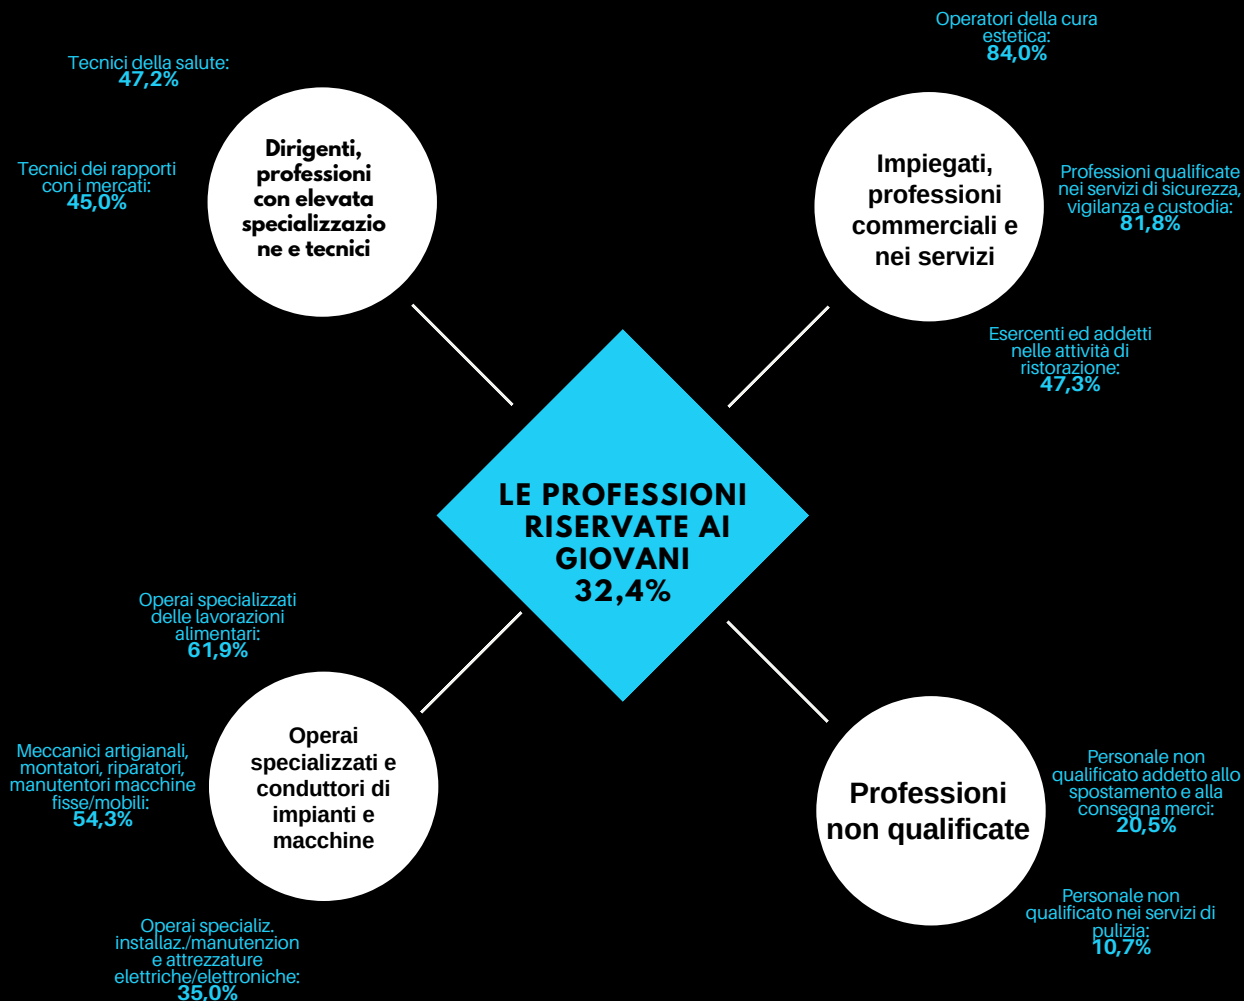 Tecnici della salute:
47,2%
Tecnici dei rapporti
con i mercati:
45,0%
Dirigenti,
professioni
con elevata
specializzazio
ne e tecnici
Operatori della cura
estetica:
84,0%
Impiegati,
professioni
commerciali e
nei servizi
Professioni qualificate
nei servizi di sicurezza,
vigilanza e custodia:
81,8%
Esercenti ed addetti
nelle attività di
ristorazione:
47,3%
LE PROFESSIONI
RISERVATE AI
GIOVANI
32,4%
Operai specializzati
delle lavorazioni
alimentari:
61,9%
Meccanici artigianali,
montatori, riparatori,
manutentori macchine
fisse/mobili:
54,3%
Operai
specializzati e
conduttori di
impianti e
macchine
Operai specializ.
installaz./manutenzion
e attrezzature
elettriche/elettroniche:
35,0%
Professioni
non qualificate
Personale non
qualificato addetto allo
spostamento e alla
consegna merci:
20,5%
Personale non
qualificato nei servizi di
pulizia:
10,7%